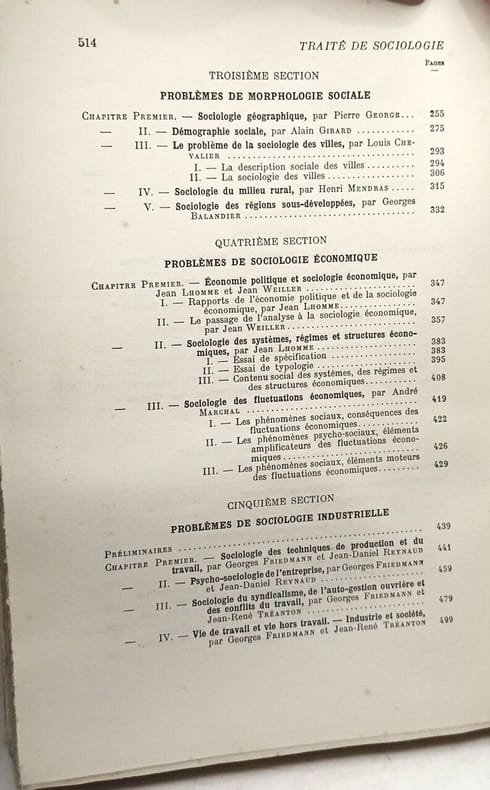 514 TRAITÉ DE SOCIOLOGIE
PAGES
TROISIÈME SECTION
PROBLÈMES DE MORPHOLOGIE SOCIALE
CHAPITRE PREMIER. — Sociologie géographique, par Pierre GEORGE... 255
— II. — Démographie sociale, par Alain GIRARD ............ 275
— III. — Le problème de la sociologie des villes, par Louis CHE-
VALIER .................................... 293
I. — La description sociale des villes .......... 294
II. — La sociologie des villes .................. 306
— IV. — Sociologie du milieu rural, par Henri MENDRAS ..... 315
— V. — Sociologie des régions sous-développées, par Georges
BALANDIER .................................. 332
QUATRIÈME SECTION
PROBLÈMES DE SOCIOLOGIE ÉCONOMIQUE
CHAPITRE PREMIER. — Économie politique et sociologie économique, par
Jean LHOMME et Jean WEILLER ...................... 347
I. — Rapports de l'économie politique et de la sociologie
économique, par Jean LHOMME............... 347
II. — Le passage de l'analyse à la sociologie économique,
par Jean WEILLER.......................... 357
— II. — Sociologie des systèmes, régimes et structures écono-
miques, par Jean LHOMME .................... 383
I. — Essai de spécification .................... 383
II. — Essai de typologie ...................... 395
III. — Contenu social des systèmes, des régimes et
des structures économiques........... 408
— III. — Sociologie des fluctuations économiques, par André
MARCHAL .................................. 419
I. — Les phénomènes sociaux, conséquences des
fluctuations économiques............ 422
II. — Les phénomènes psycho-sociaux, éléments
amplificateurs des fluctuations écono-
miques ........................... 426
III. — Les phénomènes sociaux, éléments moteurs
des fluctuations économiques......... 429
CINQUIÈME SECTION
PROBLÈMES DE SOCIOLOGIE INDUSTRIELLE
PRÉLIMINAIRES .................................... 439
CHAPITRE PREMIER. — Sociologie des techniques de production et du
travail, par Georges FRIEDMANN et Jean-Daniel REYNAUD 441
— II. — Psycho-sociologie de l'entreprise, par Georges FRIEDMANN
et Jean-Daniel REYNAUD .................... 459
— III. — Sociologie du syndicalisme, de l'auto-gestion ouvrière et
des conflits du travail, par Georges FRIEDMANN et
Jean-René TRÉANTON ...................... 479
— IV. — Vie de travail et vie hors travail. — Industrie et société,
par Georges FRIEDMANN et Jean-René TRÉANTON 499